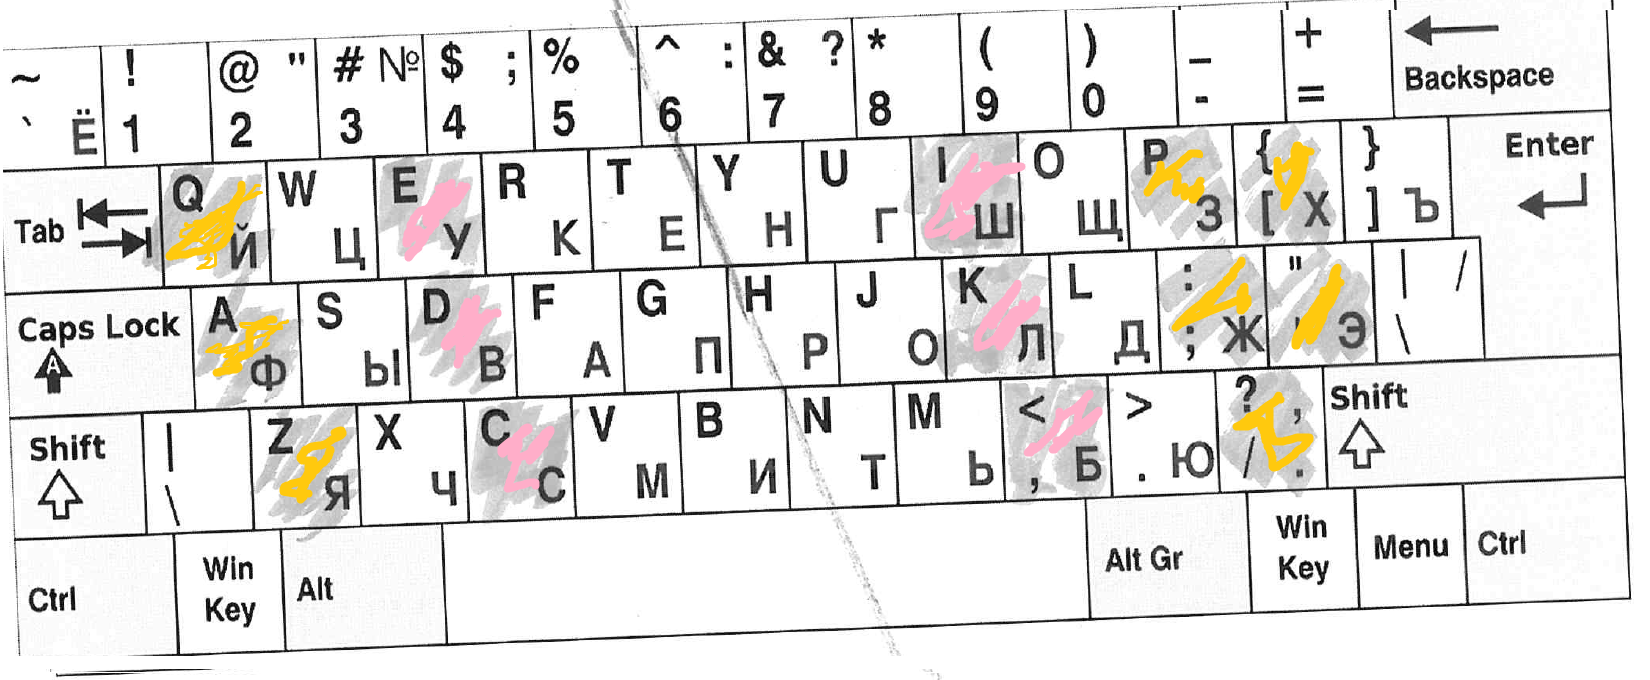 ~ ! @ " # № $ ; % ^ : & ? * ( ) _ +
` Ё 1 2 3 4 5 6 7 8 9 0 - = Backspace
Tab Q Й W Ц E У R К T Е Y Н U Г I Ш O Щ P З { [ Х } ] Ъ Enter
Caps Lock A Ф S Ы D В F А G П H Р J О K Л L Д : ; Ж " ' Э | \ /
Shift | \ Z Я X Ч C С V М B И N Т M Ь < , Б > . Ю ? / , . Shift
Ctrl Win Key Alt Alt Gr Win Key Menu Ctrl